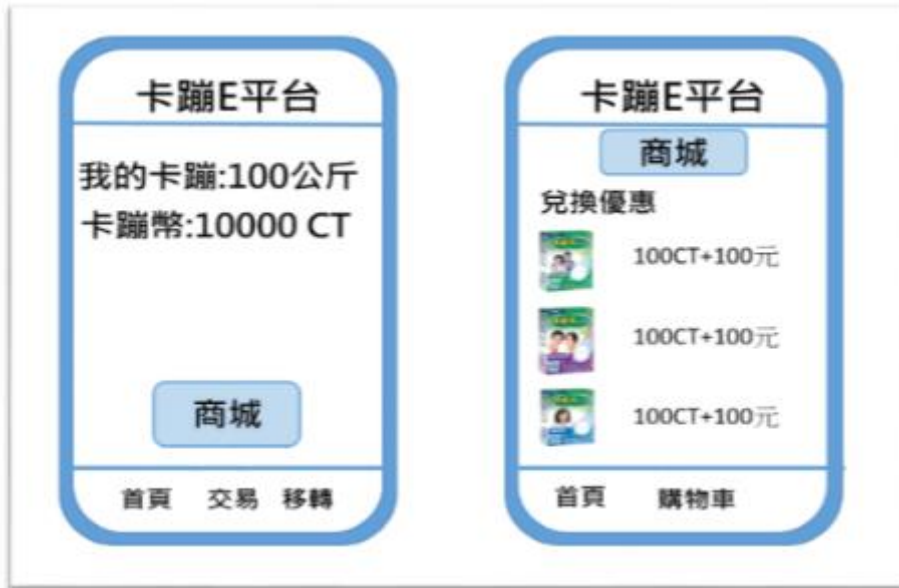 卡蹦E平台
我的卡蹦:100公斤
卡蹦幣:10000 CT
商城
首頁 交易 移轉
卡蹦E平台
商城
兌換優惠
100CT+100元
100CT+100元
100CT+100元
首頁 購物車